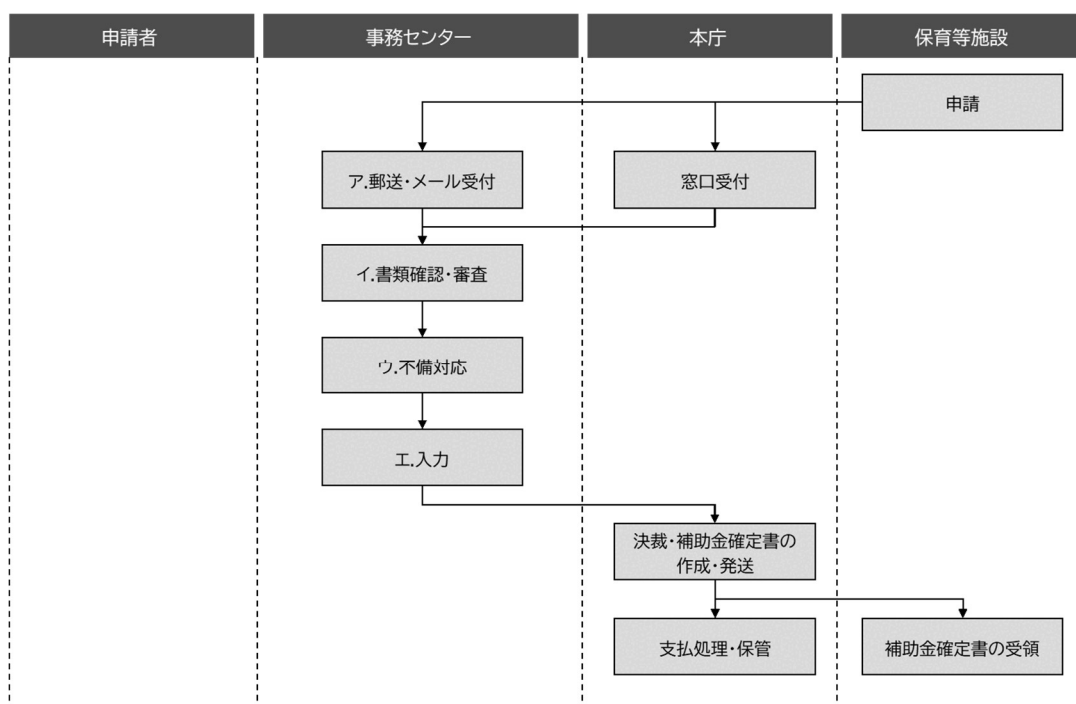 申請者
事務センター
本庁
保育等施設
申請
ア.郵送・メール受付
窓口受付
イ.書類確認・審査
ウ.不備対応
エ.入力
決裁・補助金確定書の
作成・発送
支払処理・保管
補助金確定書の受領